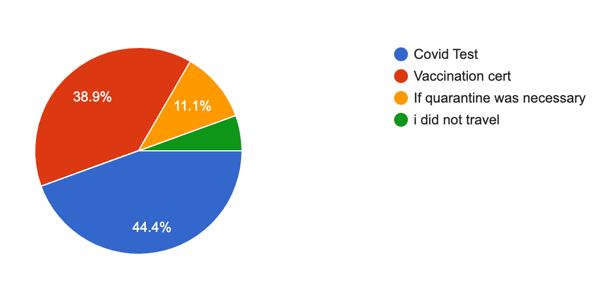 Covid Test
Vaccination cert
If quarantine was necessary
i did not travel
38.9%
11.1%
44.4%